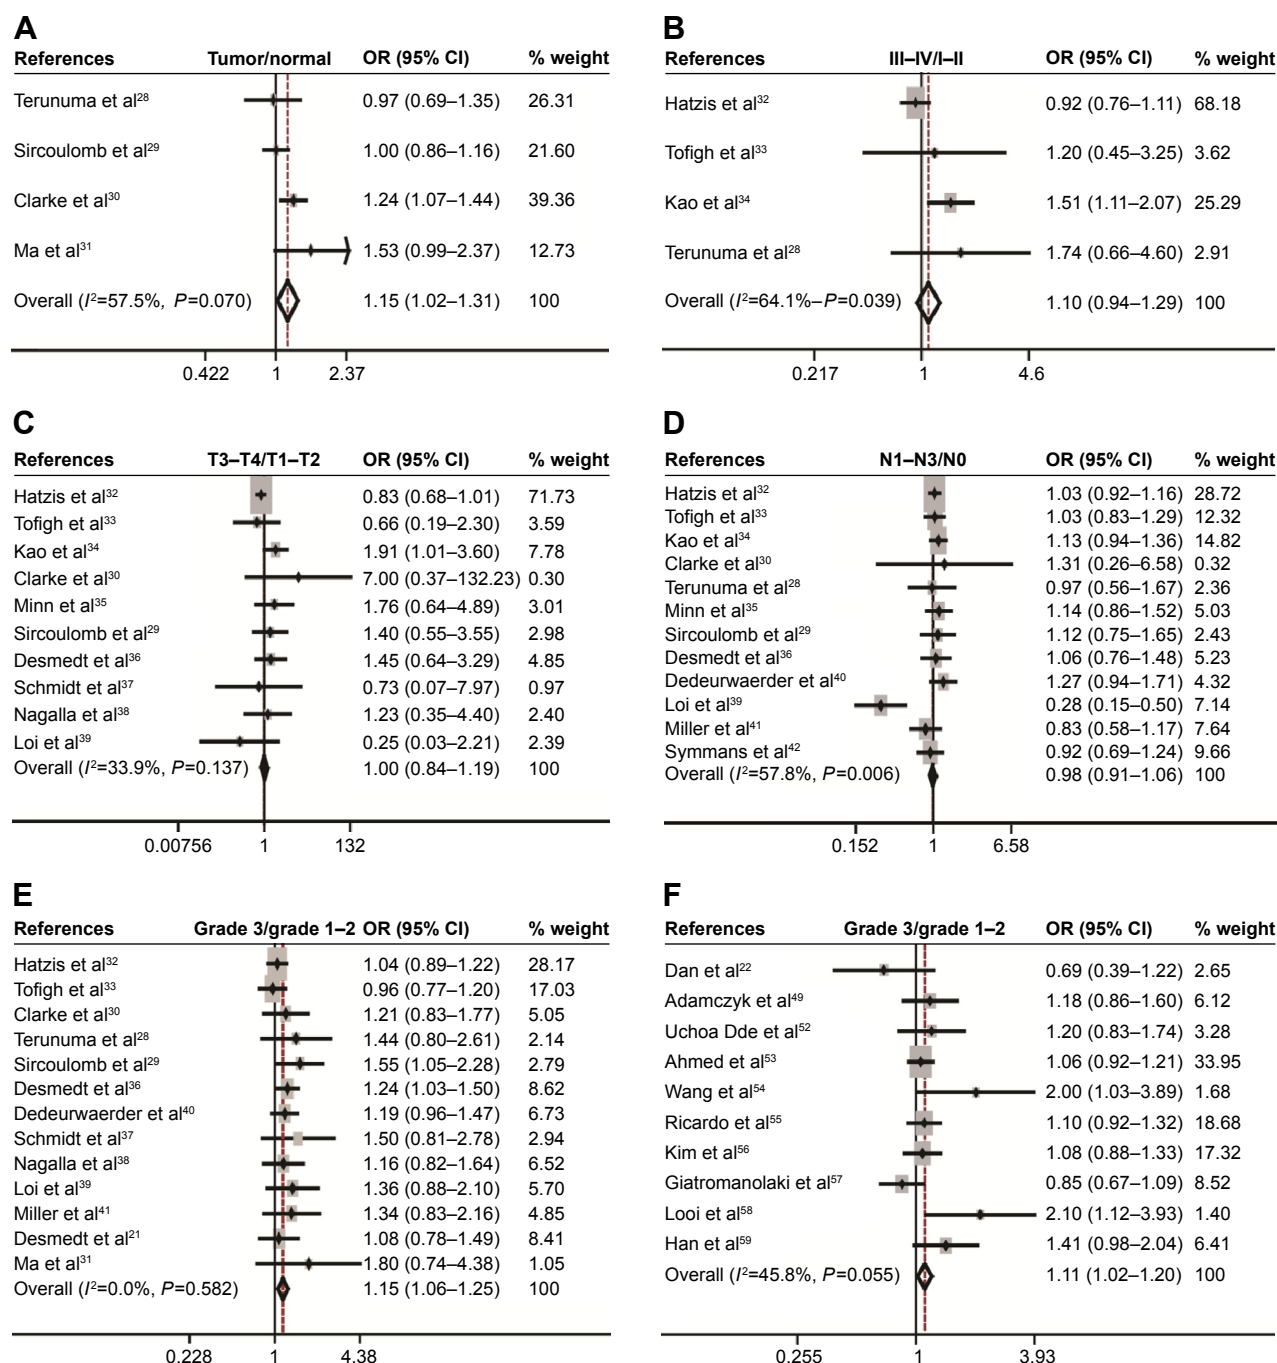 A
References Tumor/normal OR (95% CI) % weight
Terunuma et al28 0.97 (0.69–1.35) 26.31
Sircoulomb et al29 1.00 (0.86–1.16) 21.60
Clarke et al30 1.24 (1.07–1.44) 39.36
Ma et al31 1.53 (0.99–2.37) 12.73
Overall (I2=57.5%, P=0.070) 1.15 (1.02–1.31) 100
0.422 1 2.37
B
References III–IV/I–II OR (95% CI) % weight
Hatzis et al32 0.92 (0.76–1.11) 68.18
Tofigh et al33 1.20 (0.45–3.25) 3.62
Kao et al34 1.51 (1.11–2.07) 25.29
Terunuma et al28 1.74 (0.66–4.60) 2.91
Overall (I2=64.1%–P=0.039) 1.10 (0.94–1.29) 100
0.217 1 4.6
C
References T3–T4/T1–T2 OR (95% CI) % weight
Hatzis et al32 0.83 (0.68–1.01) 71.73
Tofigh et al33 0.66 (0.19–2.30) 3.59
Kao et al34 1.91 (1.01–3.60) 7.78
Clarke et al30 7.00 (0.37–132.23) 0.30
Minn et al35 1.76 (0.64–4.89) 3.01
Sircoulomb et al29 1.40 (0.55–3.55) 2.98
Desmedt et al36 1.45 (0.64–3.29) 4.85
Schmidt et al37 0.73 (0.07–7.97) 0.97
Nagalla et al38 1.23 (0.35–4.40) 2.40
Loi et al39 0.25 (0.03–2.21) 2.39
Overall (I2=33.9%, P=0.137) 1.00 (0.84–1.19) 100
0.00756 1 132
D
References N1–N3/N0 OR (95% CI) % weight
Hatzis et al32 1.03 (0.92–1.16) 28.72
Tofigh et al33 1.03 (0.83–1.29) 12.32
Kao et al34 1.13 (0.94–1.36) 14.82
Clarke et al30 1.31 (0.26–6.58) 0.32
Terunuma et al28 0.97 (0.56–1.67) 2.36
Minn et al35 1.14 (0.86–1.52) 5.03
Sircoulomb et al29 1.12 (0.75–1.65) 2.43
Desmedt et al36 1.06 (0.76–1.48) 5.23
Dedeurwaerder et al40 1.27 (0.94–1.71) 4.32
Loi et al39 0.28 (0.15–0.50) 7.14
Miller et al41 0.83 (0.58–1.17) 7.64
Symmans et al42 0.92 (0.69–1.24) 9.66
Overall (I2=57.8%, P=0.006) 0.98 (0.91–1.06) 100
0.152 1 6.58
E
References Grade 3/grade 1–2 OR (95% CI) % weight
Hatzis et al32 1.04 (0.89–1.22) 28.17
Tofigh et al33 0.96 (0.77–1.20) 17.03
Clarke et al30 1.21 (0.83–1.77) 5.05
Terunuma et al28 1.44 (0.80–2.61) 2.14
Sircoulomb et al29 1.55 (1.05–2.28) 2.79
Desmedt et al36 1.24 (1.03–1.50) 8.62
Dedeurwaerder et al40 1.19 (0.96–1.47) 6.73
Schmidt et al37 1.50 (0.81–2.78) 2.94
Nagalla et al38 1.16 (0.82–1.64) 6.52
Loi et al39 1.36 (0.88–2.10) 5.70
Miller et al41 1.34 (0.83–2.16) 4.85
Desmedt et al21 1.08 (0.78–1.49) 8.41
Ma et al31 1.80 (0.74–4.38) 1.05
Overall (I2=0.0%, P=0.582) 1.15 (1.06–1.25) 100
0.228 1 4.38
F
References Grade 3/grade 1–2 OR (95% CI) % weight
Dan et al22 0.69 (0.39–1.22) 2.65
Adamczyk et al49 1.18 (0.86–1.60) 6.12
Uchoa Dde et al52 1.20 (0.83–1.74) 3.28
Ahmed et al53 1.06 (0.92–1.21) 33.95
Wang et al54 2.00 (1.03–3.89) 1.68
Ricardo et al55 1.10 (0.92–1.32) 18.68
Kim et al56 1.08 (0.88–1.33) 17.32
Giatromanolaki et al57 0.85 (0.67–1.09) 8.52
Looi et al58 2.10 (1.12–3.93) 1.40
Han et al59 1.41 (0.98–2.04) 6.41
Overall (I2=45.8%, P=0.055) 1.11 (1.02–1.20) 100
0.255 1 3.93